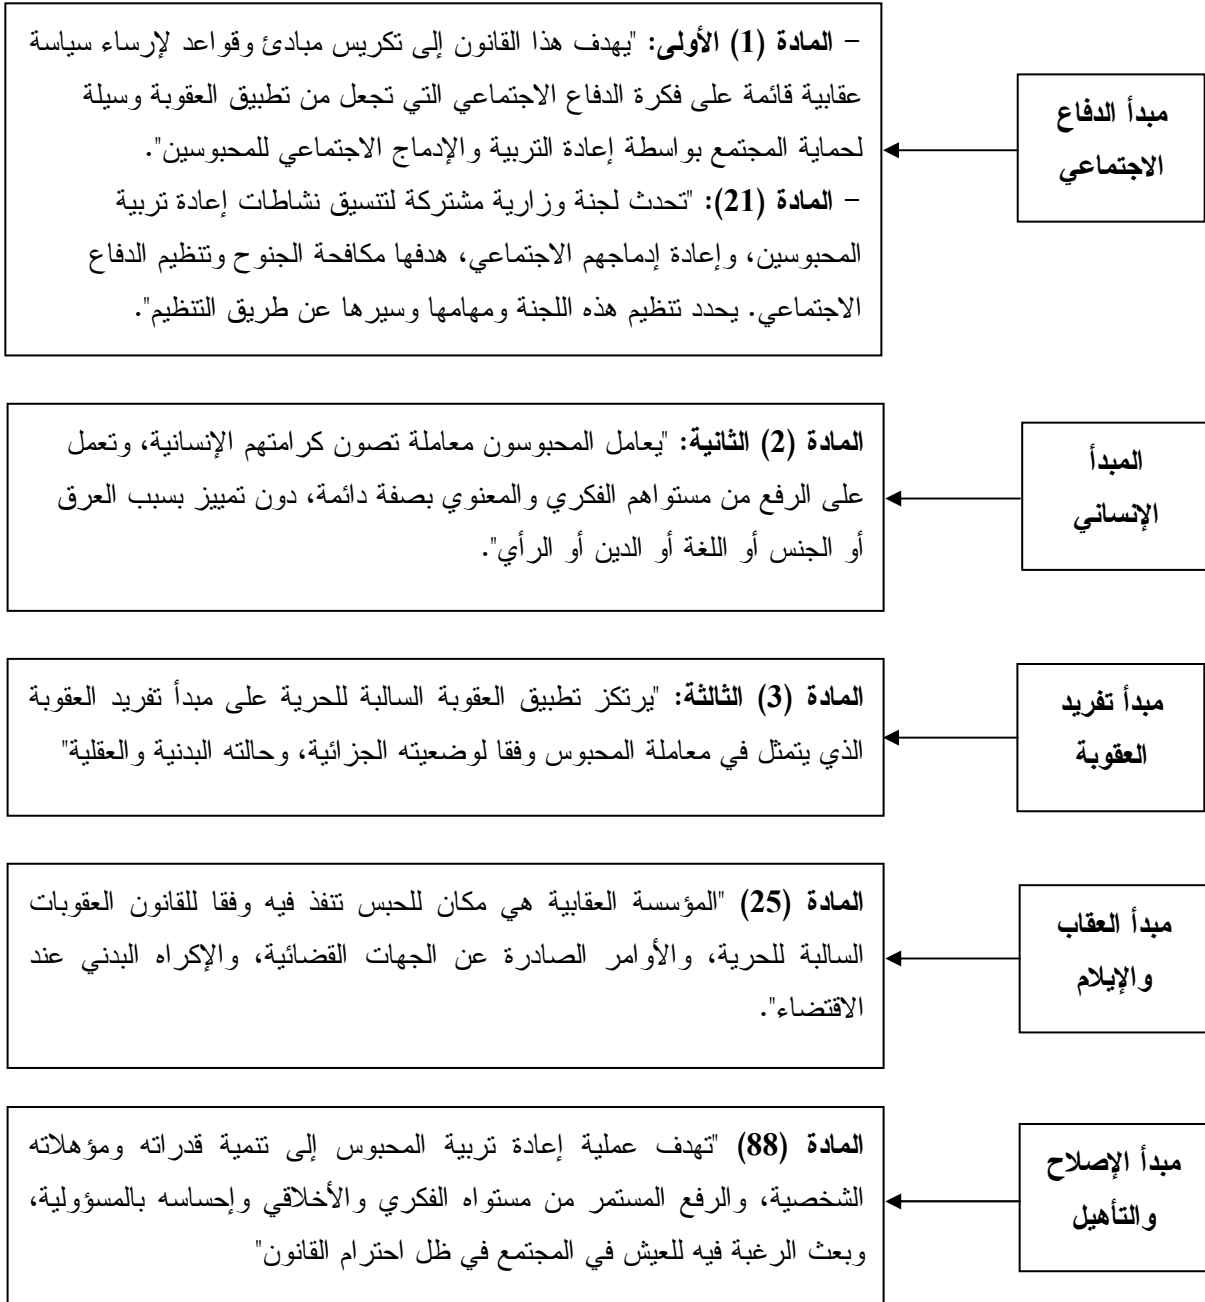 مبدأ الدفاع
الاجتماعي
– المادة (1) الأولى: "يهدف هذا القانون إلى تكريس مبادئ وقواعد لإرساء سياسة
عقابية قائمة على فكرة الدفاع الاجتماعي التي تجعل من تطبيق العقوبة وسيلة
لحماية المجتمع بواسطة إعادة التربية والإدماج الاجتماعي للمحبوسين".
– المادة (21): "تحدث لجنة وزارية مشتركة لتنسيق نشاطات إعادة تربية
المحبوسين، وإعادة إدماجهم الاجتماعي، هدفها مكافحة الجنوح وتنظيم الدفاع
الاجتماعي. يحدد تنظيم هذه اللجنة ومهامها وسيرها عن طريق التنظيم".
المبدأ
الإنساني
المادة (2) الثانية: "يعامل المحبوسون معاملة تصون كرامتهم الإنسانية، وتعمل
على الرفع من مستواهم الفكري والمعنوي بصفة دائمة، دون تمييز بسبب العرق
أو الجنس أو اللغة أو الدين أو الرأي".
مبدأ تفريد
العقوبة
المادة (3) الثالثة: "يرتكز تطبيق العقوبة السالبة للحرية على مبدأ تفريد العقوبة
الذي يتمثل في معاملة المحبوس وفقا لوضعيته الجزائية، وحالته البدنية والعقلية"
مبدأ العقاب
والإيلام
المادة (25) "المؤسسة العقابية هي مكان للحبس تنفذ فيه وفقا للقانون العقوبات
السالبة للحرية، والأوامر الصادرة عن الجهات القضائية، والإكراه البدني عند
الاقتضاء".
مبدأ الإصلاح
والتأهيل
المادة (88) "تهدف عملية إعادة تربية المحبوس إلى تنمية قدراته ومؤهلاته
الشخصية، والرفع المستمر من مستواه الفكري والأخلاقي وإحساسه بالمسؤولية،
وبعث الرغبة فيه للعيش في المجتمع في ظل احترام القانون"